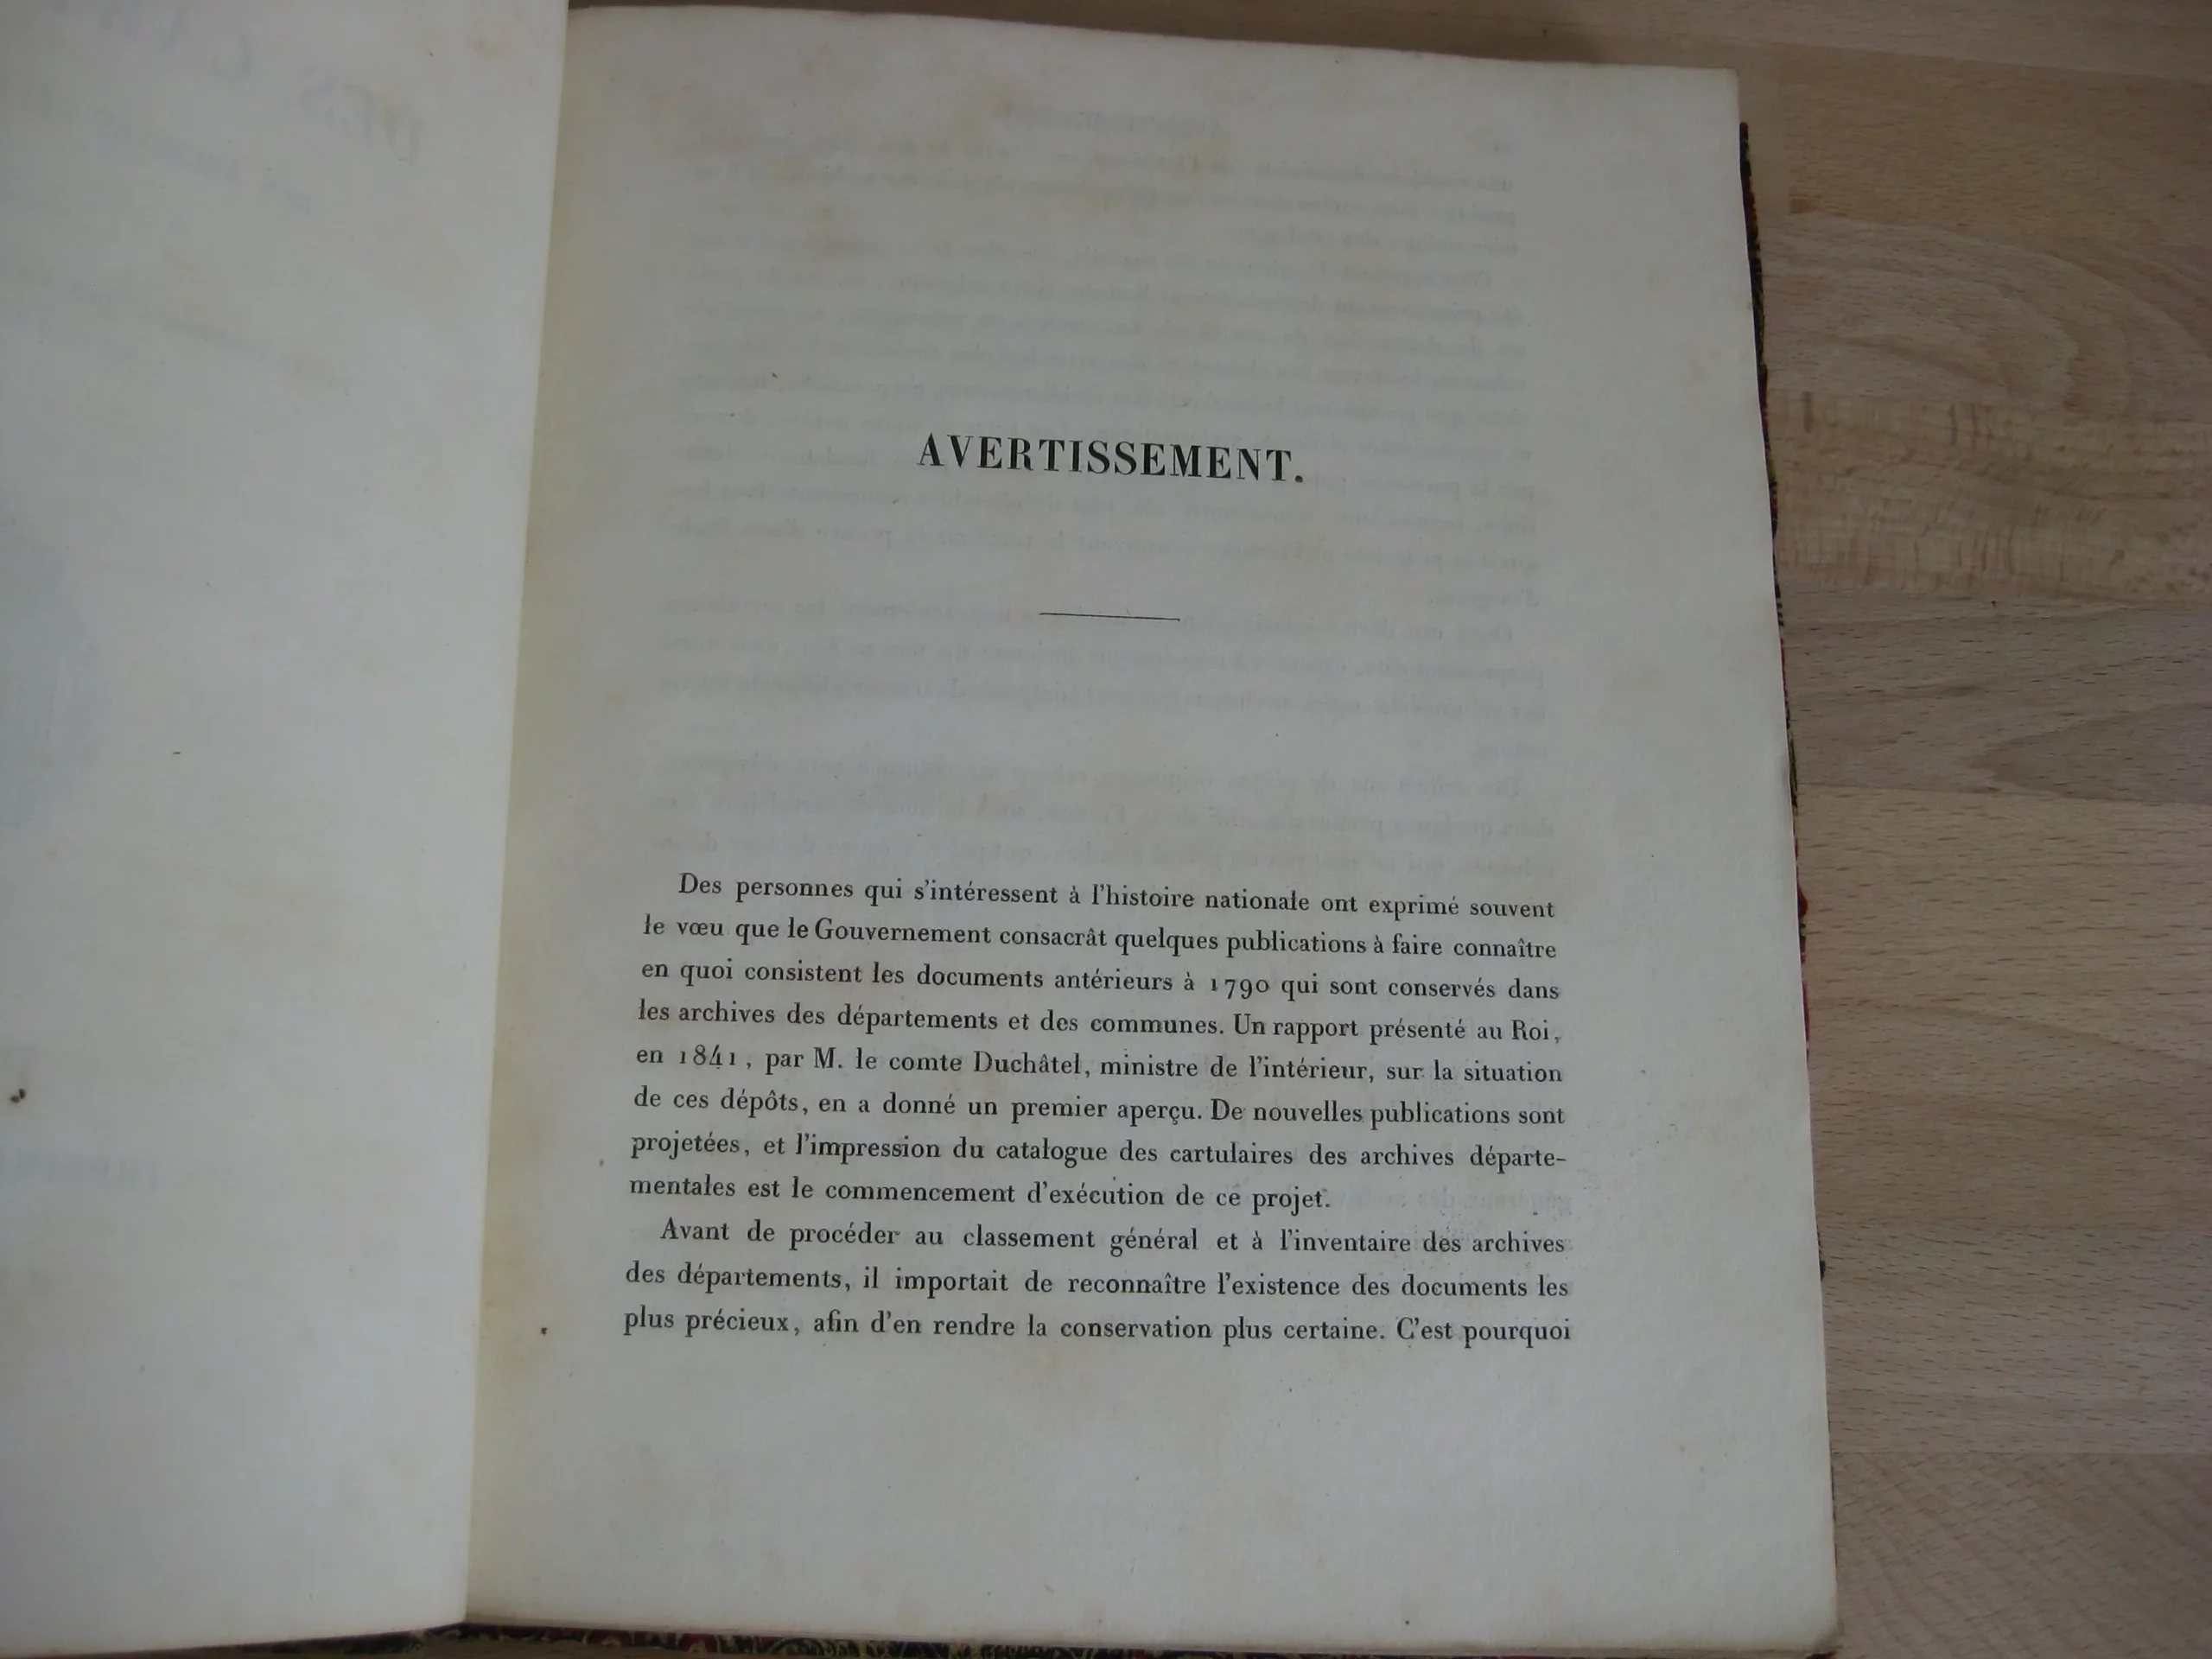 AVERTISSEMENT.
Des personnes qui s'intéressent à l'histoire nationale ont exprimé souvent
le vœu que le Gouvernement consacrât quelques publications à faire connaître
en quoi consistent les documents antérieurs à 1790 qui sont conservés dans
les archives des départements et des communes. Un rapport présenté au Roi,
en 1841, par M. le comte Duchâtel, ministre de l'intérieur, sur la situation
de ces dépôts, en a donné un premier aperçu. De nouvelles publications sont
projetées, et l'impression du catalogue des cartulaires des archives départe-
mentales est le commencement d'exécution de ce projet.
Avant de procéder au classement général et à l'inventaire des archives
des départements, il importait de reconnaître l'existence des documents les
plus précieux, afin d'en rendre la conservation plus certaine. C'est pourquoi